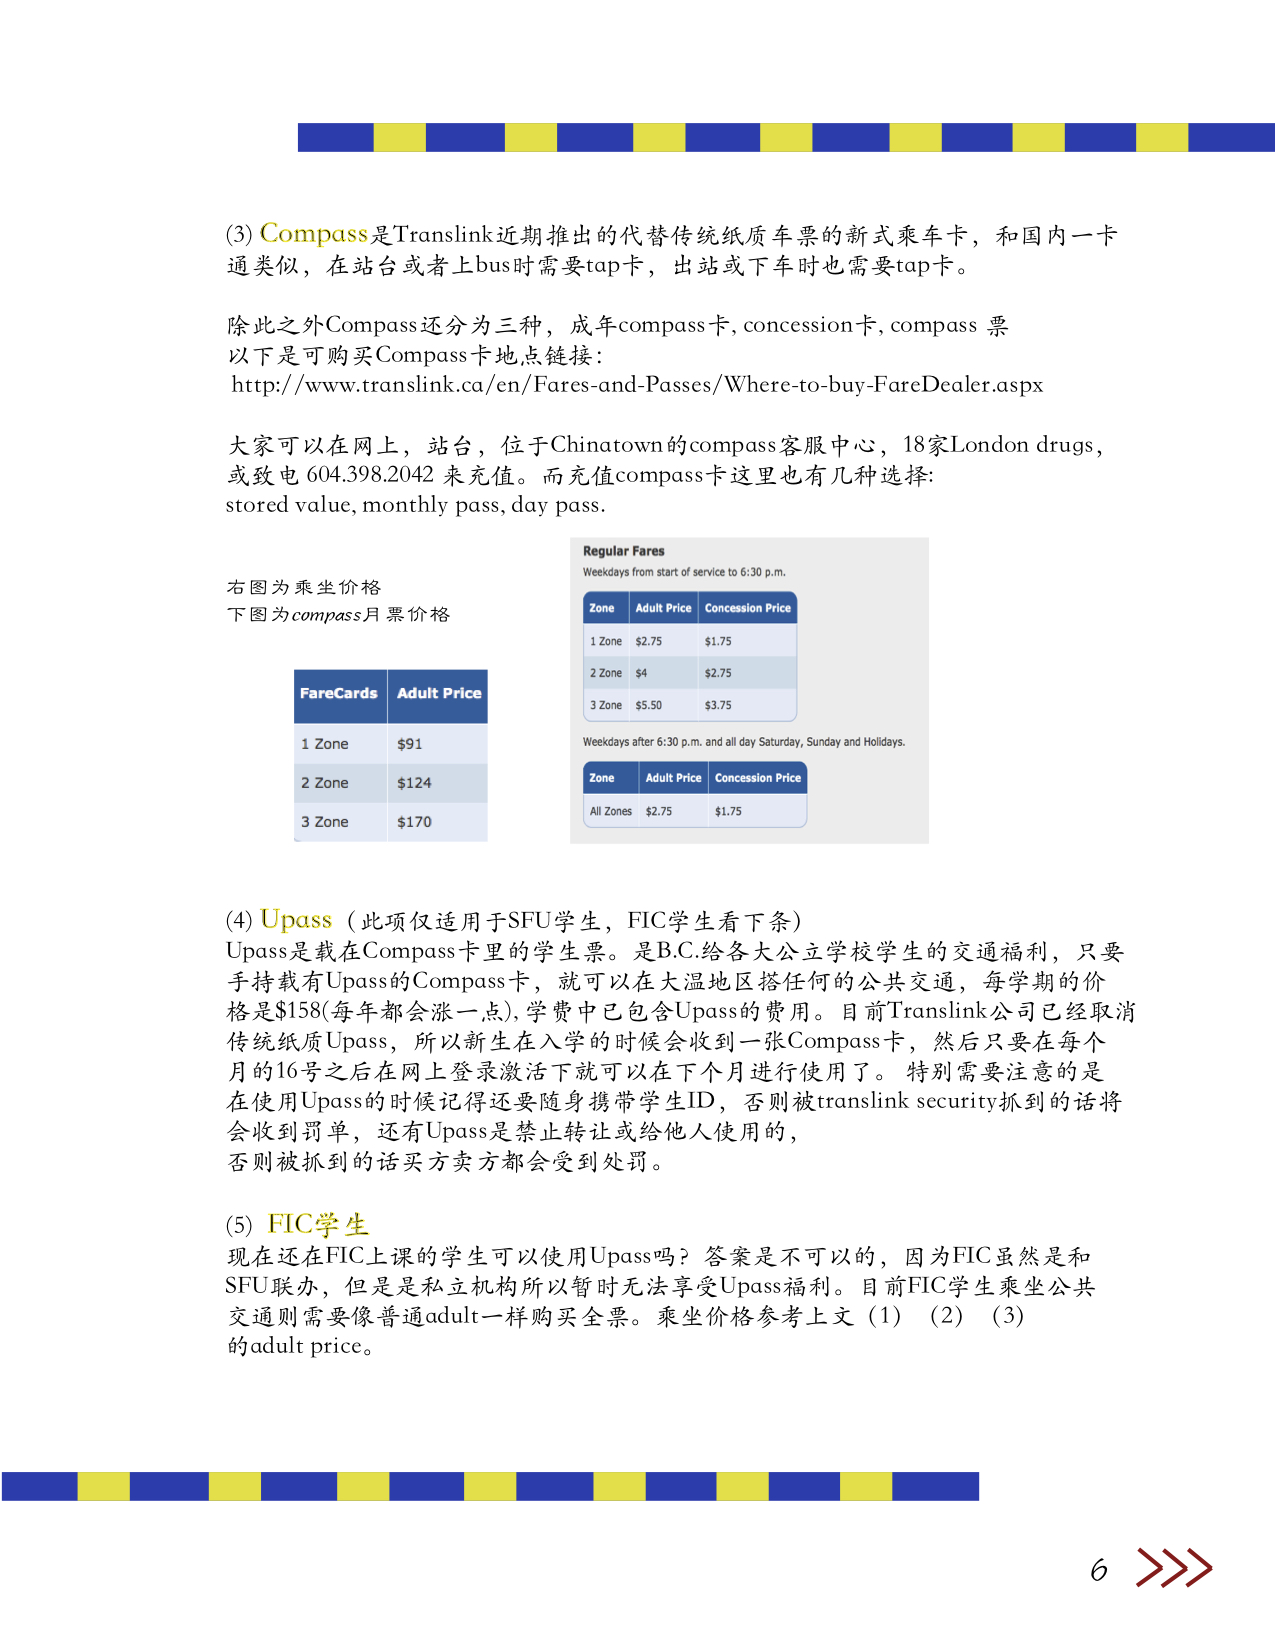 (3) Compass是Translink近期推出的代替传统纸质车票的新式乘车卡，和国内一卡
通类似，在站台或者上bus时需要tap卡，出站或下车时也需要tap卡。
除此之外Compass还分为三种，成年compass卡, concession卡, compass 票
以下是可购买Compass卡地点链接：
http://www.translink.ca/en/Fares-and-Passes/Where-to-buy-FareDealer.aspx
大家可以在网上，站台，位于Chinatown的compass客服中心，18家London drugs，
或致电 604.398.2042 来充值。而充值compass卡这里也有几种选择:
stored value, monthly pass, day pass.
右图为乘坐价格
下图为compass月票价格
FareCards Adult Price
1 Zone $91
2 Zone $124
3 Zone $170
Regular Fares
Weekdays from start of service to 6:30 p.m.
Zone Adult Price Concession Price
1 Zone $2.75 $1.75
2 Zone $4 $2.75
3 Zone $5.50 $3.75
Weekdays after 6:30 p.m. and all day Saturday, Sunday and Holidays.
Zone Adult Price Concession Price
All Zones $2.75 $1.75
(4) Upass（此项仅适用于SFU学生，FIC学生看下条）
Upass是载在Compass卡里的学生票。是B.C.给各大公立学校学生的交通福利，只要
手持载有Upass的Compass卡，就可以在大温地区搭任何的公共交通，每学期的价
格是$158(每年都会涨一点), 学费中已包含Upass的费用。目前Translink公司已经取消
传统纸质Upass，所以新生在入学的时候会收到一张Compass卡，然后只要在每个
月的16号之后在网上登录激活下就可以在下个月进行使用了。 特别需要注意的是
在使用Upass的时候记得还要随身携带学生ID，否则被translink security抓到的话将
会收到罚单，还有Upass是禁止转让或给他人使用的，
否则被抓到的话买方卖方都会受到处罚。
(5) FIC学生
现在还在FIC上课的学生可以使用Upass吗？答案是不可以的，因为FIC虽然是和
SFU联办，但是是私立机构所以暂时无法享受Upass福利。目前FIC学生乘坐公共
交通则需要像普通adult一样购买全票。乘坐价格参考上文（1）（2）（3）
的adult price。
6